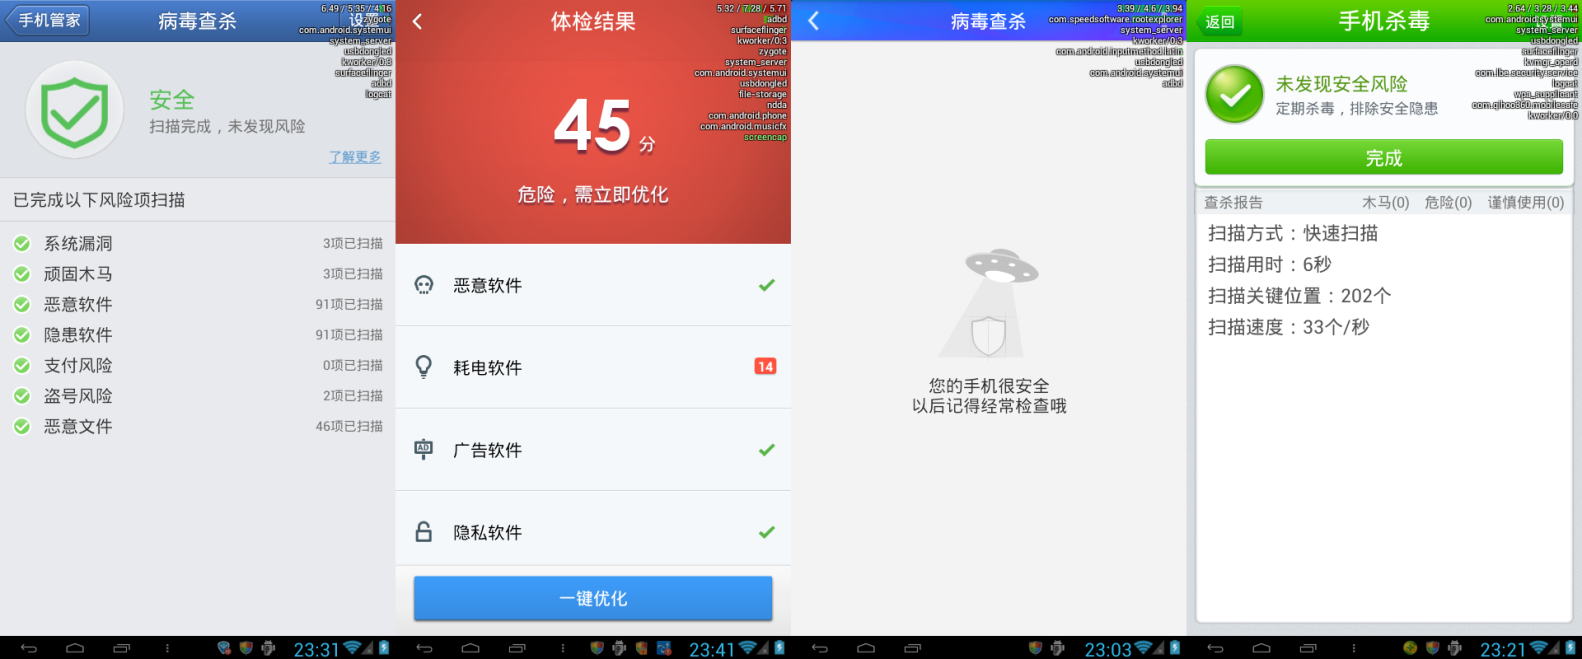 手机管家
病毒查杀
设置
6.49 / 5.35 / 4.16
zygote
com.android.systemui
system_server
usbdongled
kworker/0:3
surfaceflinger
adbd
logcat
安全
扫描完成，未发现风险
了解更多
已完成以下风险项扫描
系统漏洞 3项已扫描
顽固木马 3项已扫描
恶意软件 91项已扫描
隐患软件 91项已扫描
支付风险 0项已扫描
盗号风险 2项已扫描
恶意文件 46项已扫描
23:31
体检结果
5.32 / 7.28 / 5.71
adbd
surfaceflinger
kworker/0:3
zygote
system_server
com.android.systemui
usbdongled
file-storage
ndda
com.android.phone
com.android.musicfx
screencap
45分
危险，需立即优化
恶意软件
耗电软件 14
AD 广告软件
隐私软件
一键优化
23:41
病毒查杀
3.39 / 4.6 / 3.94
com.speedsoftware.rootexplorer
system_server
kworker/0:3
com.android.inputmethod.latin
usbdongled
com.android.systemui
adbd
您的手机很安全
以后记得经常检查哦
23:03
返回
手机杀毒
2.64 / 3.28 / 3.44
com.android.systemui
system_server
usbdongled
surfaceflinger
kvmgr_operd
com.lbe.security.service
logcat
wpa_supplicant
com.qihoo360.mobilesafe
kworker/0:0
未发现安全风险
定期杀毒，排除安全隐患
完成
查杀报告 木马(0) 危险(0) 谨慎使用(0)
扫描方式：快速扫描
扫描用时：6秒
扫描关键位置：202个
扫描速度：33个/秒
23:21